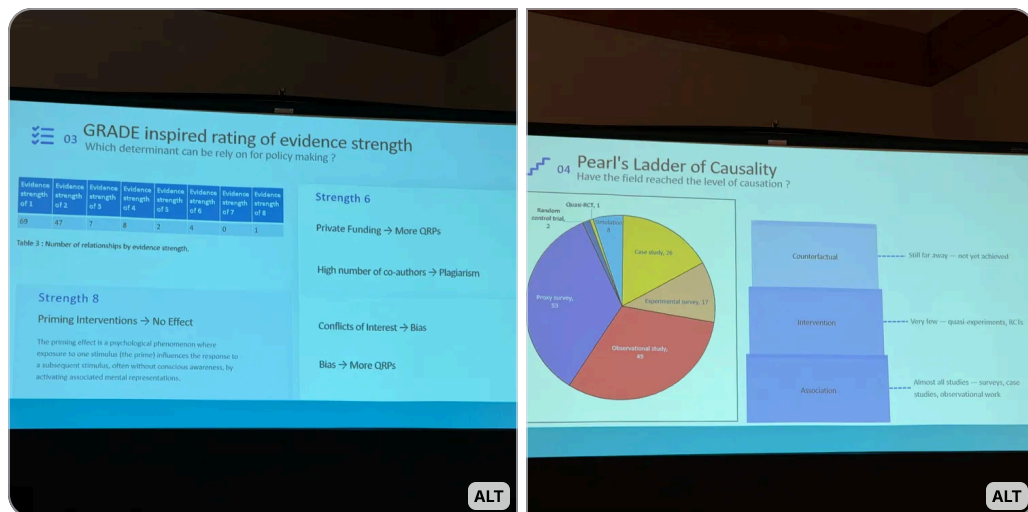 03 GRADE inspired rating of evidence strength
Which determinant can be rely on for policy making ?
Evidence strength of 1
Evidence strength of 2
Evidence strength of 3
Evidence strength of 4
Evidence strength of 5
Evidence strength of 6
Evidence strength of 7
Evidence strength of 8
69 47 7 8 2 4 0 1
Table 3 : Number of relationships by evidence strength.
Strength 8
Priming Interventions → No Effect
The priming effect is a psychological phenomenon where
exposure to one stimulus (the prime) influences the response to
a subsequent stimulus, often without conscious awareness, by
activating associated mental representations.
Strength 6
Private Funding → More QRPs
High number of co-authors → Plagiarism
Conflicts of Interest → Bias
Bias → More QRPs
ALT
04 Pearl's Ladder of Causality
Have the field reached the level of causation ?
Quasi-RCT, 1
Random
control trial,
2
Case study,
Experimental survey, 17
Observational study,
49
Proxy survey,
Counterfactual
Still far away — not yet achieved
Intervention
Very few — quasi-experiments, RCTs
Association
Almost all studies — surveys, case
studies, observational work
ALT